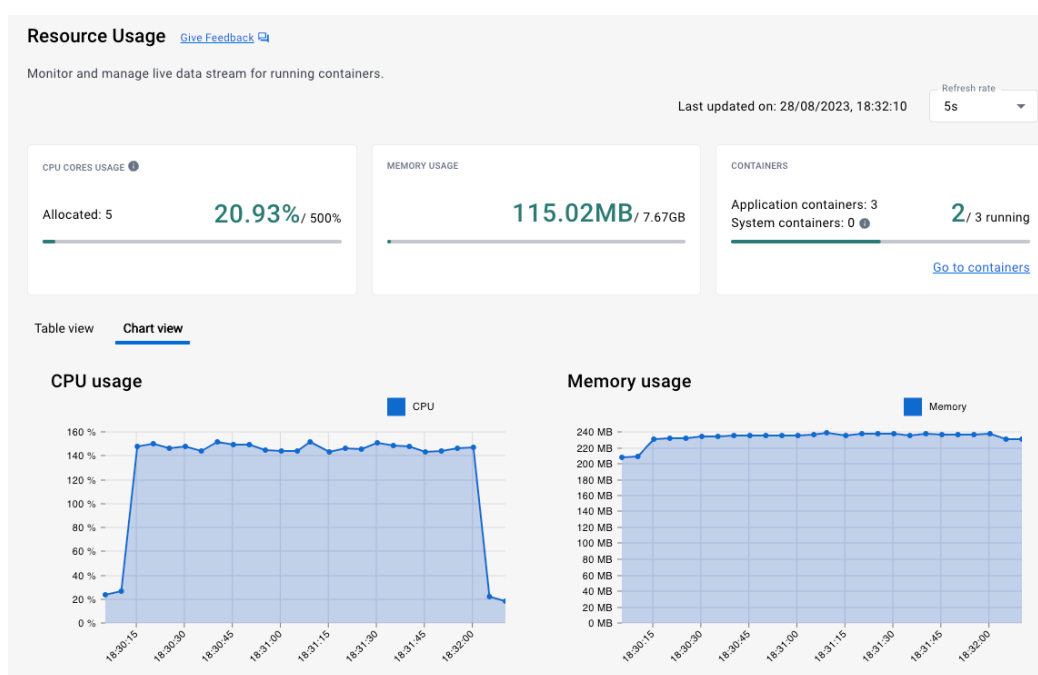 Resource Usage Give Feedback
Monitor and manage live data stream for running containers.
Last updated on: 28/08/2023, 18:32:10
Refresh rate
5s
CPU CORES USAGE
Allocated: 5
20.93% / 500%
MEMORY USAGE
115.02MB / 7.67GB
CONTAINERS
Application containers: 3
System containers: 0
2 / 3 running
Go to containers
Table view Chart view
CPU usage
CPU
160 %
140 %
120 %
100 %
80 %
60 %
40 %
20 %
0 %
18:30:15 18:30:30 18:30:45 18:31:00 18:31:15 18:31:30 18:31:45 18:32:00
Memory usage
Memory
240 MB
220 MB
200 MB
180 MB
160 MB
140 MB
120 MB
100 MB
80 MB
60 MB
40 MB
20 MB
0 MB
18:30:15 18:30:30 18:30:45 18:31:00 18:31:15 18:31:30 18:31:45 18:32:00